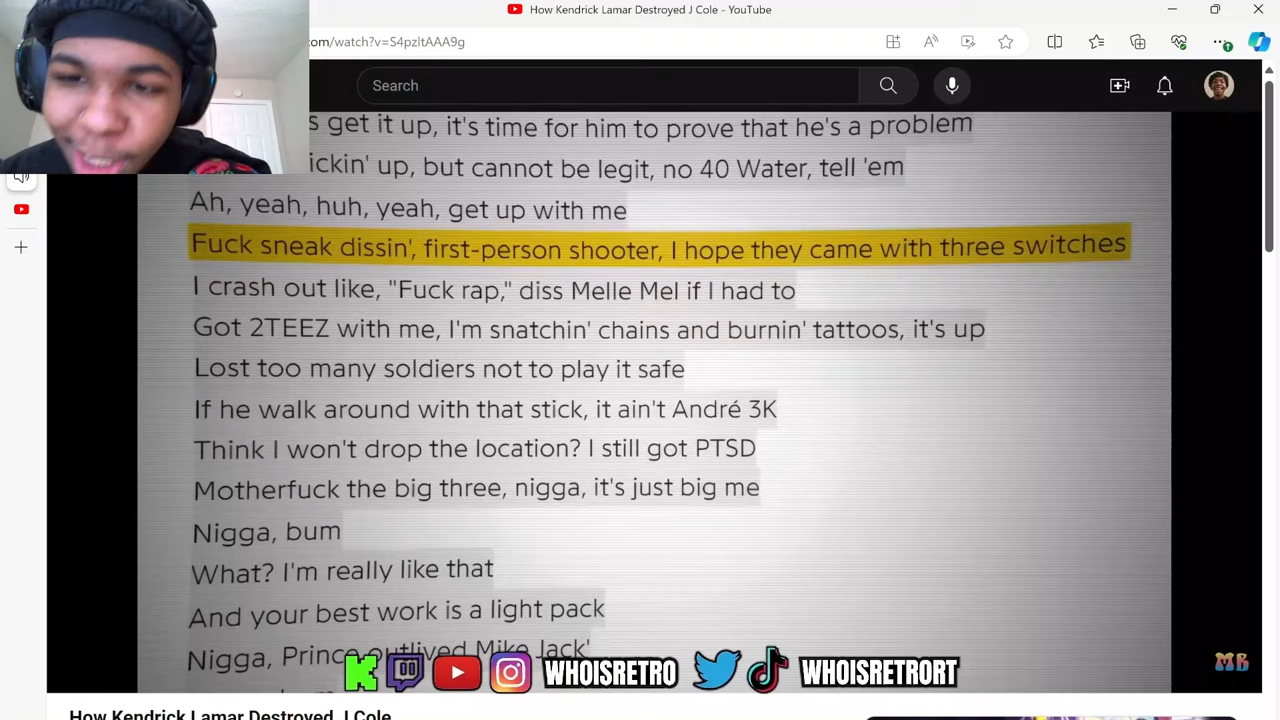 How Kendrick Lamar Destroyed J Cole - YouTube
om/watch?v=S4pzltAAA9g
Search
s get it up, it's time for him to prove that he's a problem
ickin' up, but cannot be legit, no 40 Water, tell 'em
Ah, yeah, huh, yeah, get up with me
Fuck sneak dissin', first-person shooter, I hope they came with three switches
I crash out like, "Fuck rap," diss Melle Mel if I had to
Got 2TEEZ with me, I'm snatchin' chains and burnin' tattoos, it's up
Lost too many soldiers not to play it safe
If he walk around with that stick, it ain't André 3K
Think I won't drop the location? I still got PTSD
Motherfuck the big three, nigga, it's just big me
Nigga, bum
What? I'm really like that
And your best work is a light pack
Nigga, Prince outlived Mike Jack'
WHOISRETRO
WHOISRETRORT
MB
How Kendrick Lamar Destroyed J Cole